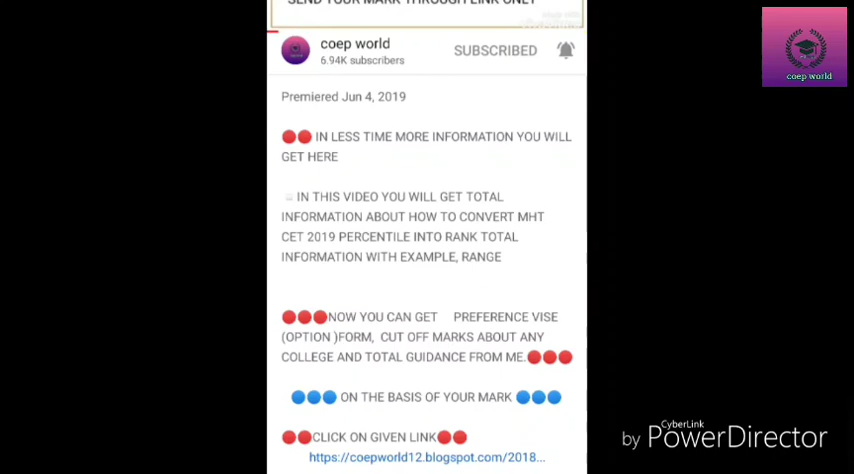 SEND YOUR MARK THROUGH LINK ONLY
coep world
6.94K subscribers
SUBSCRIBED
coep world
Premiered Jun 4, 2019
IN LESS TIME MORE INFORMATION YOU WILL
GET HERE
IN THIS VIDEO YOU WILL GET TOTAL
INFORMATION ABOUT HOW TO CONVERT MHT
CET 2019 PERCENTILE INTO RANK TOTAL
INFORMATION WITH EXAMPLE, RANGE
NOW YOU CAN GET PREFERENCE VISE
(OPTION )FORM, CUT OFF MARKS ABOUT ANY
COLLEGE AND TOTAL GUIDANCE FROM ME.
ON THE BASIS OF YOUR MARK
CLICK ON GIVEN LINK
https://coepworld12.blogspot.com/2018...
CyberLink
by PowerDirector